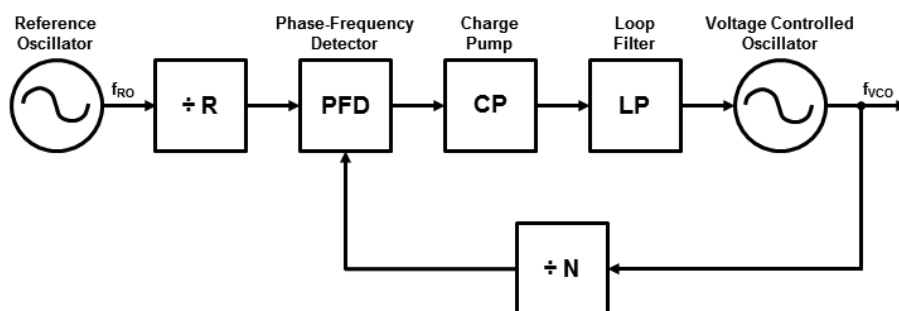 Reference
Oscillator
Phase-Frequency
Detector
Charge
Pump
Loop
Filter
Voltage Controlled
Oscillator
fRO
÷ R
PFD
CP
LP
fVCO
÷ N